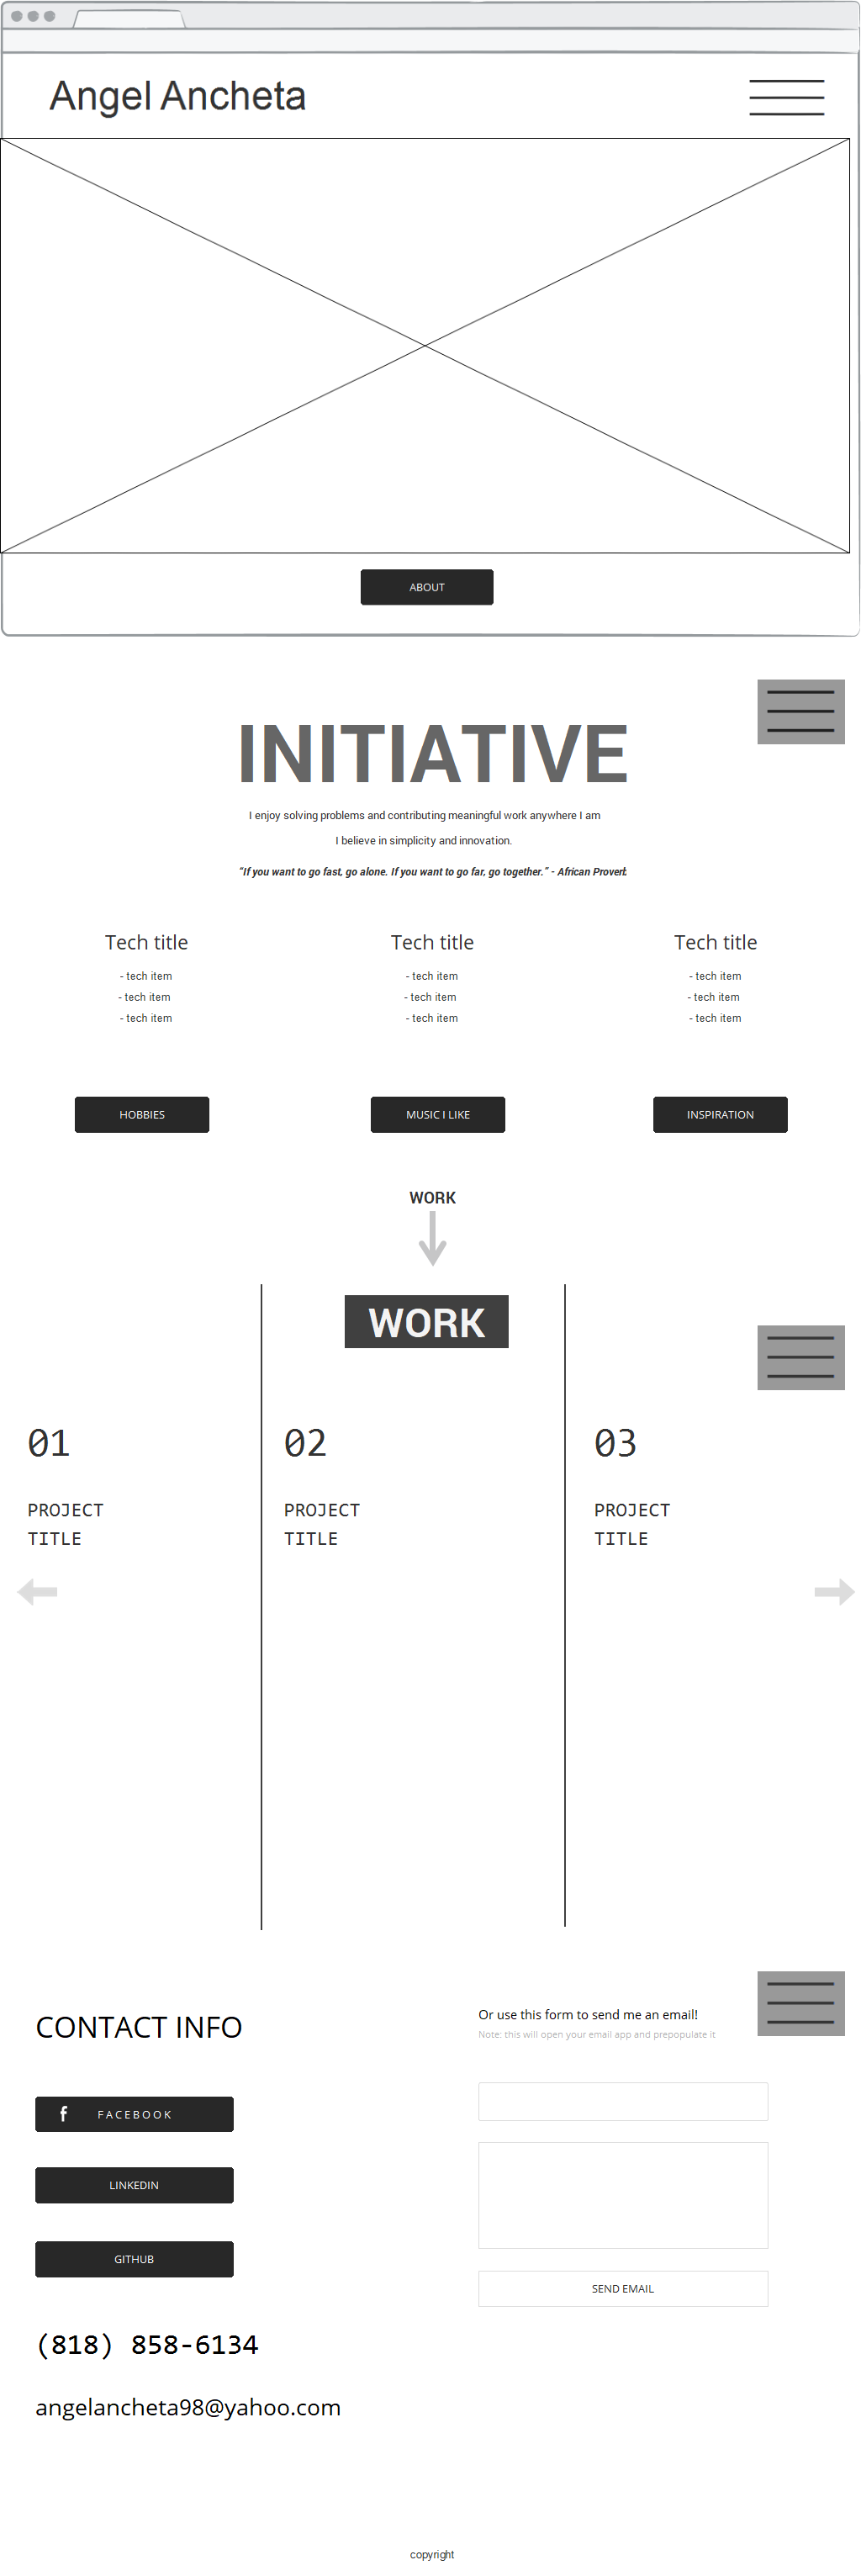 Angel Ancheta
ABOUT
INITIATIVE
I enjoy solving problems and contributing meaningful work anywhere I am
I believe in simplicity and innovation.
"If you want to go fast, go alone. If you want to go far, go together." - African Proverb
Tech title
- tech item
- tech item
- tech item
Tech title
- tech item
- tech item
- tech item
Tech title
- tech item
- tech item
- tech item
HOBBIES
MUSIC I LIKE
INSPIRATION
WORK
WORK
01
PROJECT
TITLE
02
PROJECT
TITLE
03
PROJECT
TITLE
CONTACT INFO
f FACEBOOK
LINKEDIN
GITHUB
(818) 858-6134
angelancheta98@yahoo.com
Or use this form to send me an email!
Note: this will open your email app and prepopulate it
SEND EMAIL
copyright